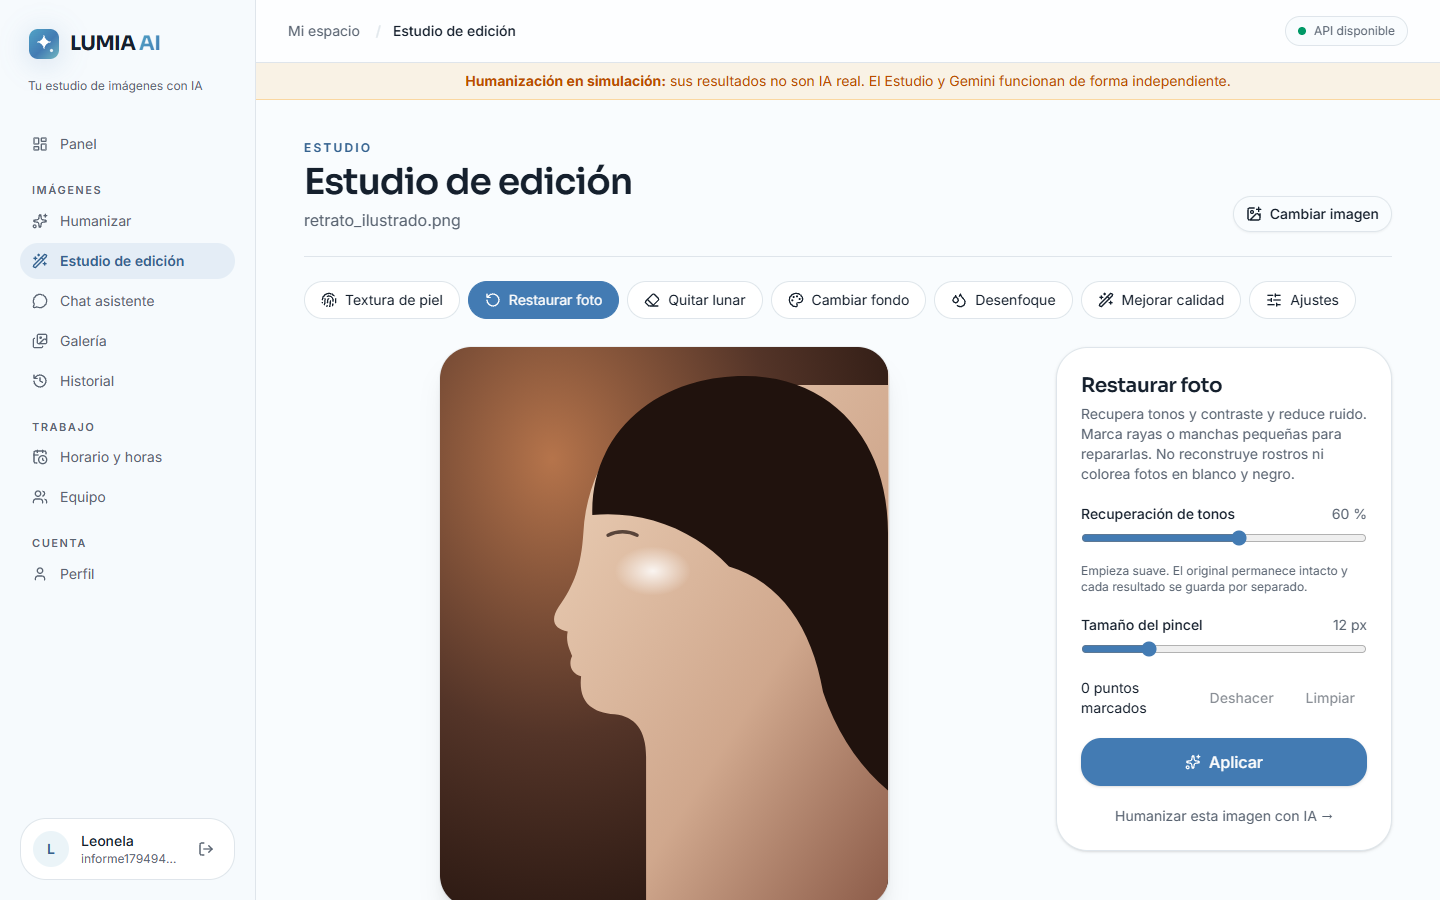 LUMIA AI
Tu estudio de imágenes con IA
Panel
IMÁGENES
Humanizar
Estudio de edición
Chat asistente
Galería
Historial
TRABAJO
Horario y horas
Equipo
CUENTA
Perfil
L
Leonela
informe179494...
Mi espacio / Estudio de edición
API disponible
Humanización en simulación: sus resultados no son IA real. El Estudio y Gemini funcionan de forma independiente.
ESTUDIO
Estudio de edición
retrato_ilustrado.png
Cambiar imagen
Textura de piel
Restaurar foto
Quitar lunar
Cambiar fondo
Desenfoque
Mejorar calidad
Ajustes
Restaurar foto
Recupera tonos y contraste y reduce ruido.
Marca rayas o manchas pequeñas para
repararlas. No reconstruye rostros ni
colorea fotos en blanco y negro.
Recuperación de tonos 60 %
Empieza suave. El original permanece intacto y
cada resultado se guarda por separado.
Tamaño del pincel 12 px
0 puntos
marcados
Deshacer
Limpiar
Aplicar
Humanizar esta imagen con IA →